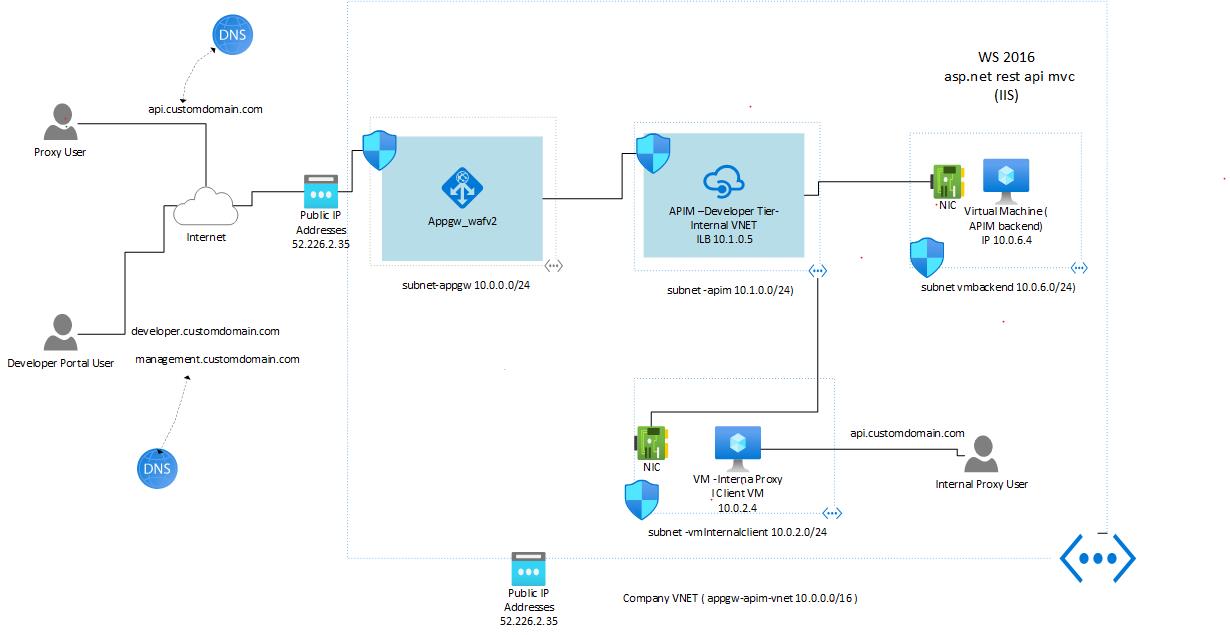 DNS
WS 2016
asp.net rest api mvc
(IIS)
api.customdomain.com
Proxy User
Internet
Public IP
Addresses
52.226.2.35
Appgw_wafv2
subnet-appgw 10.0.0.0/24
APIM –Developer Tier-
Internal VNET
ILB 10.1.0.5
subnet -apim 10.1.0.0/24)
NIC
Virtual Machine (
APIM backend)
IP 10.0.6.4
subnet vmbackend 10.0.6.0/24)
developer.customdomain.com
Developer Portal User
management.customdomain.com
DNS
NIC
VM -Interna Proxy
l Client VM
10.0.2.4
api.customdomain.com
Internal Proxy User
subnet -vmInternalclient 10.0.2.0/24
Public IP
Addresses
52.226.2.35
Company VNET ( appgw-apim-vnet 10.0.0.0/16 )